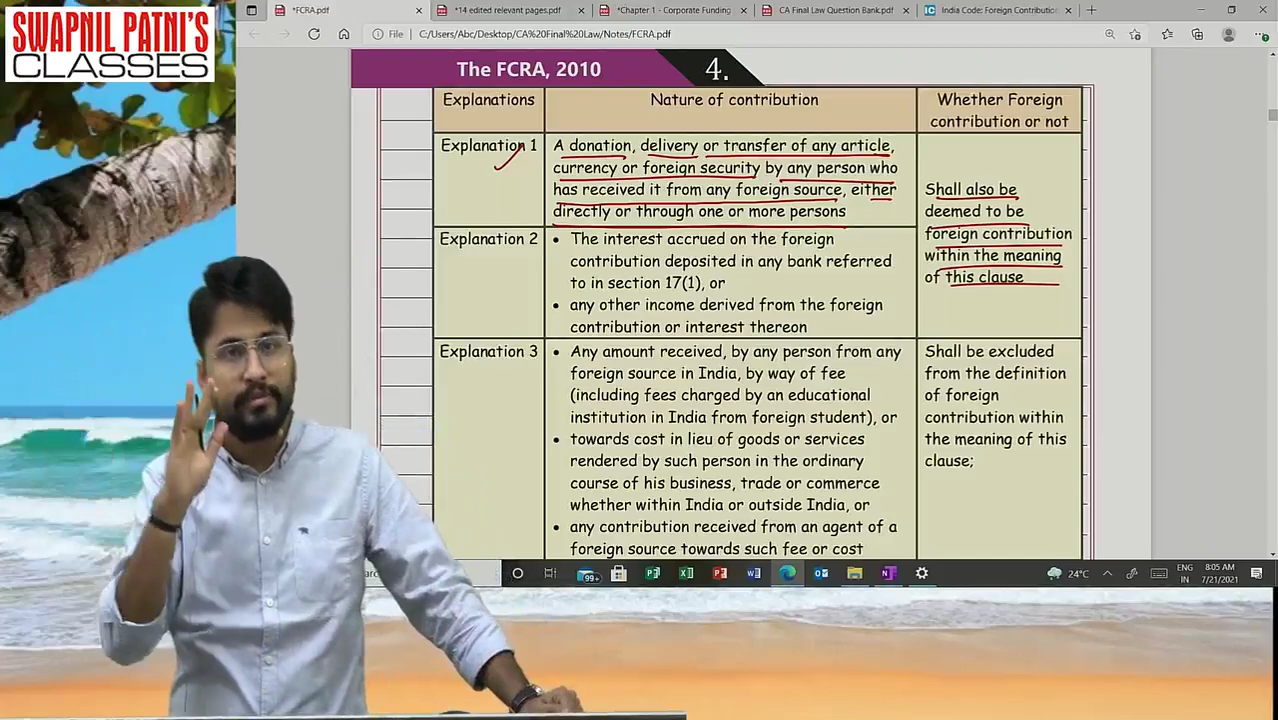 SWAPNIL PATNI'S
CLASSES
*FCRA.pdf
*14 edited relevant pages.pdf
*Chapter 1 - Corporate Funding
CA Final Law Question Bank.pdf
India Code: Foreign Contributio
File
C:/Users/Abc/Desktop/CA%20Final%20Law/Notes/FCRA.pdf
The FCRA, 2010
4.
Explanations
Nature of contribution
Whether Foreign
contribution or not
Explanation 1
A donation, delivery or transfer of any article,
currency or foreign security by any person who
has received it from any foreign source, either
directly or through one or more persons
Shall also be
deemed to be
foreign contribution
within the meaning
of this clause
Explanation 2
• The interest accrued on the foreign
contribution deposited in any bank referred
to in section 17(1), or
• any other income derived from the foreign
contribution or interest thereon
Explanation 3
• Any amount received, by any person from any
foreign source in India, by way of fee
(including fees charged by an educational
institution in India from foreign student), or
• towards cost in lieu of goods or services
rendered by such person in the ordinary
course of his business, trade or commerce
whether within India or outside India, or
• any contribution received from an agent of a
foreign source towards such fee or cost
Shall be excluded
from the definition
of foreign
contribution within
the meaning of this
clause;
99+
24°C
ENG
IN
8:05 AM
7/21/2021